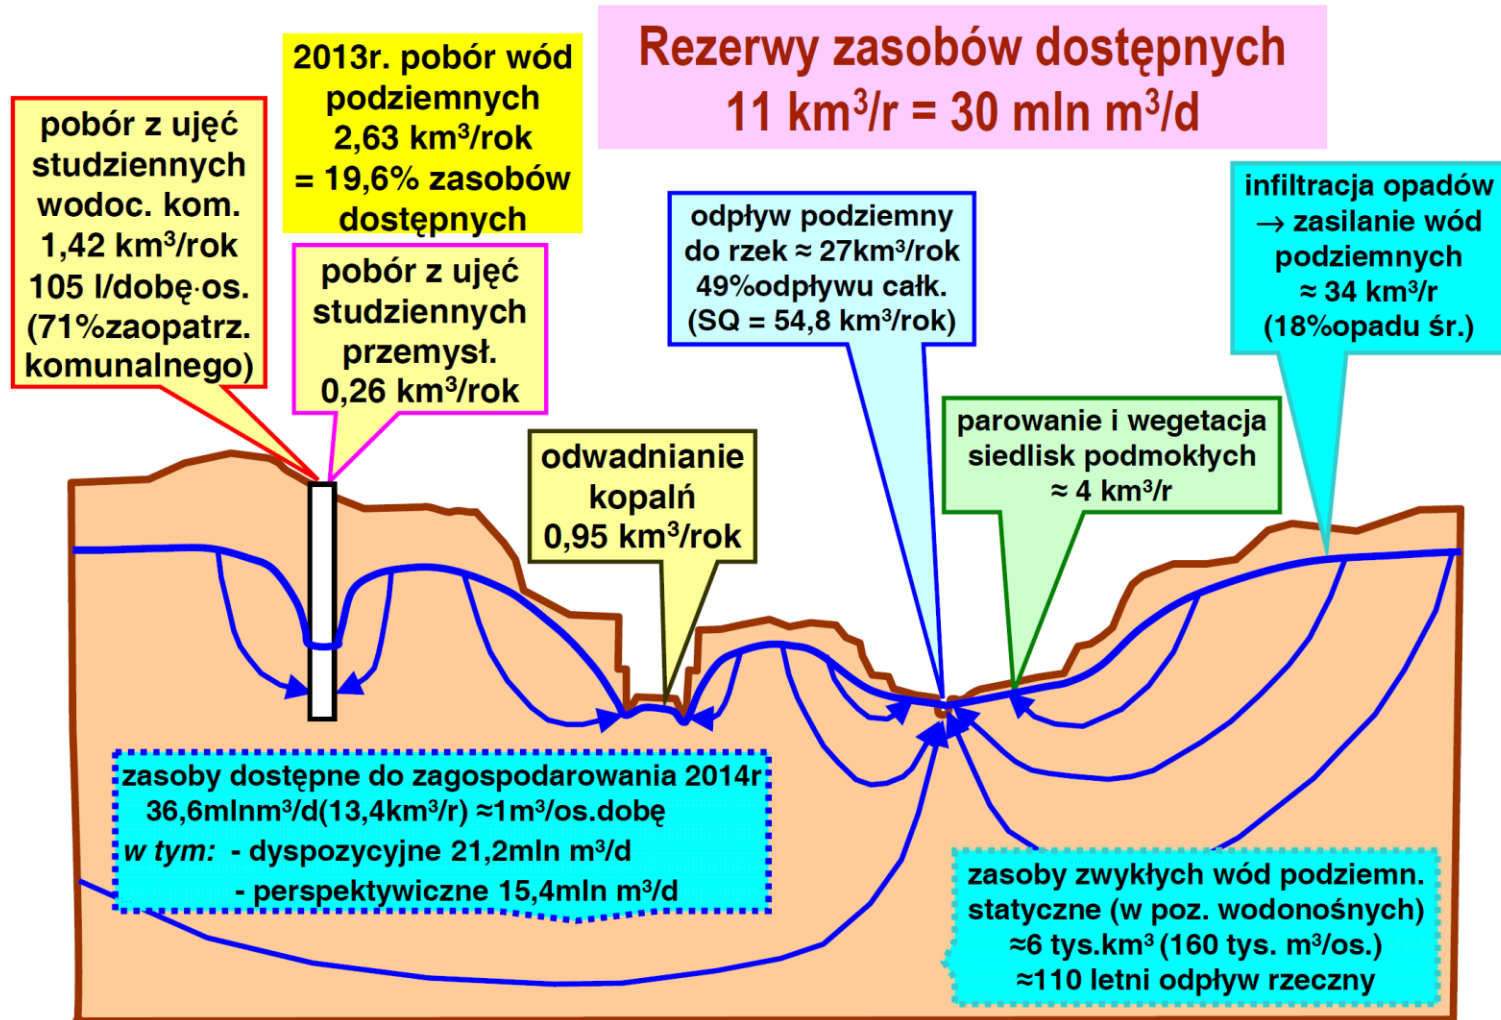 Rezerwy zasobów dostępnych
11 km³/r = 30 mln m³/d
2013r. pobór wód
podziemnych
2,63 km³/rok
= 19,6% zasobów
dostępnych
pobór z ujęć
studziennych
wodoc. kom.
1,42 km³/rok
105 l/dobę·os.
(71%zaopatrz.
komunalnego)
pobór z ujęć
studziennych
przemysł.
0,26 km³/rok
odwadnianie
kopalń
0,95 km³/rok
odpływ podziemny
do rzek ≈ 27km³/rok
49%odpływu całk.
(SQ = 54,8 km³/rok)
parowanie i wegetacja
siedlisk podmokłych
≈ 4 km³/r
infiltracja opadów
→ zasilanie wód
podziemnych
≈ 34 km³/r
(18%opadu śr.)
zasoby dostępne do zagospodarowania 2014r
36,6mlnm³/d(13,4km³/r) ≈1m³/os.dobę
w tym: - dyspozycyjne 21,2mln m³/d
- perspektywiczne 15,4mln m³/d
zasoby zwykłych wód podziemn.
statyczne (w poz. wodonośnych)
≈6 tys.km³ (160 tys. m³/os.)
≈110 letni odpływ rzeczny